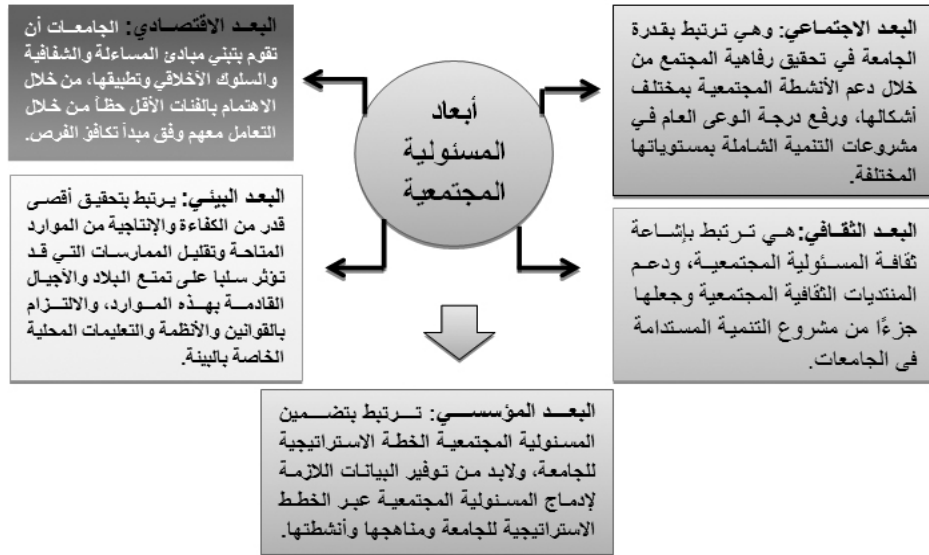 أبعاد
المسئولية
المجتمعية
البعد الاجتماعي: وهي ترتبط بقدرة
الجامعة في تحقيق رفاهية المجتمع من
خلال دعم الأنشطة المجتمعية بمختلف
أشكالها، ورفع درجة الوعى العام في
مشروعات التنمية الشاملة بمستوياتها
المختلفة.
البعد الاقتصادي: الجامعات أن
تقوم بتبني مبادئ المساءلة والشفافية
والسلوك الأخلاقي وتطبيقها، من خلال
الاهتمام بالفئات الأقل حظاً من خلال
التعامل معهم وفق مبدأ تكافؤ الفرص.
البعد الثقافي: هي ترتبط بإشاعة
ثقافة المسئولية المجتمعية، ودعم
المنتديات الثقافية المجتمعية وجعلها
جزءًا من مشروع التنمية المستدامة
فى الجامعات.
البعد البيئي: يرتبط بتحقيق أقصى
قدر من الكفاءة والإنتاجية من الموارد
المتاحة وتقليل الممارسات التي قد
تؤثر سلبا على تمتع البلاد والأجيال
القادمة بهذه الموارد، والالتزام
بالقوانين والأنظمة والتعليمات المحلية
الخاصة بالبيئة.
البعد المؤسسي: ترتبط بتضمين
المسئولية المجتمعية الخطة الاستراتيجية
للجامعة، ولابد من توفير البيانات اللازمة
لإدماج المسئولية المجتمعية عبر الخطط
الاستراتيجية للجامعة ومناهجها وأنشطتها.